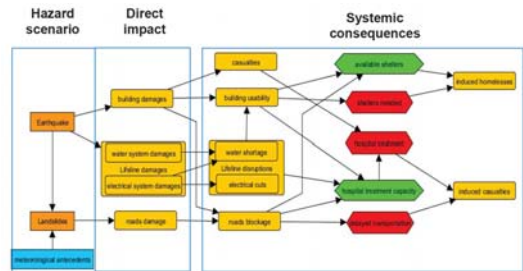 Hazard
scenario
Direct
impact
Systemic
consequences
casualties
available shelters
building damages
building usability
induced homelesses
shelters needed
Earthquake
water system damages
water shortage
hospital treatment
Lifeline damages
Lifeline disruptions
electrical system damages
electrical cuts
hospital treatment capacity
induced casualties
Landslides
roads damage
roads blockage
delayed transportation
meteorological antecedents